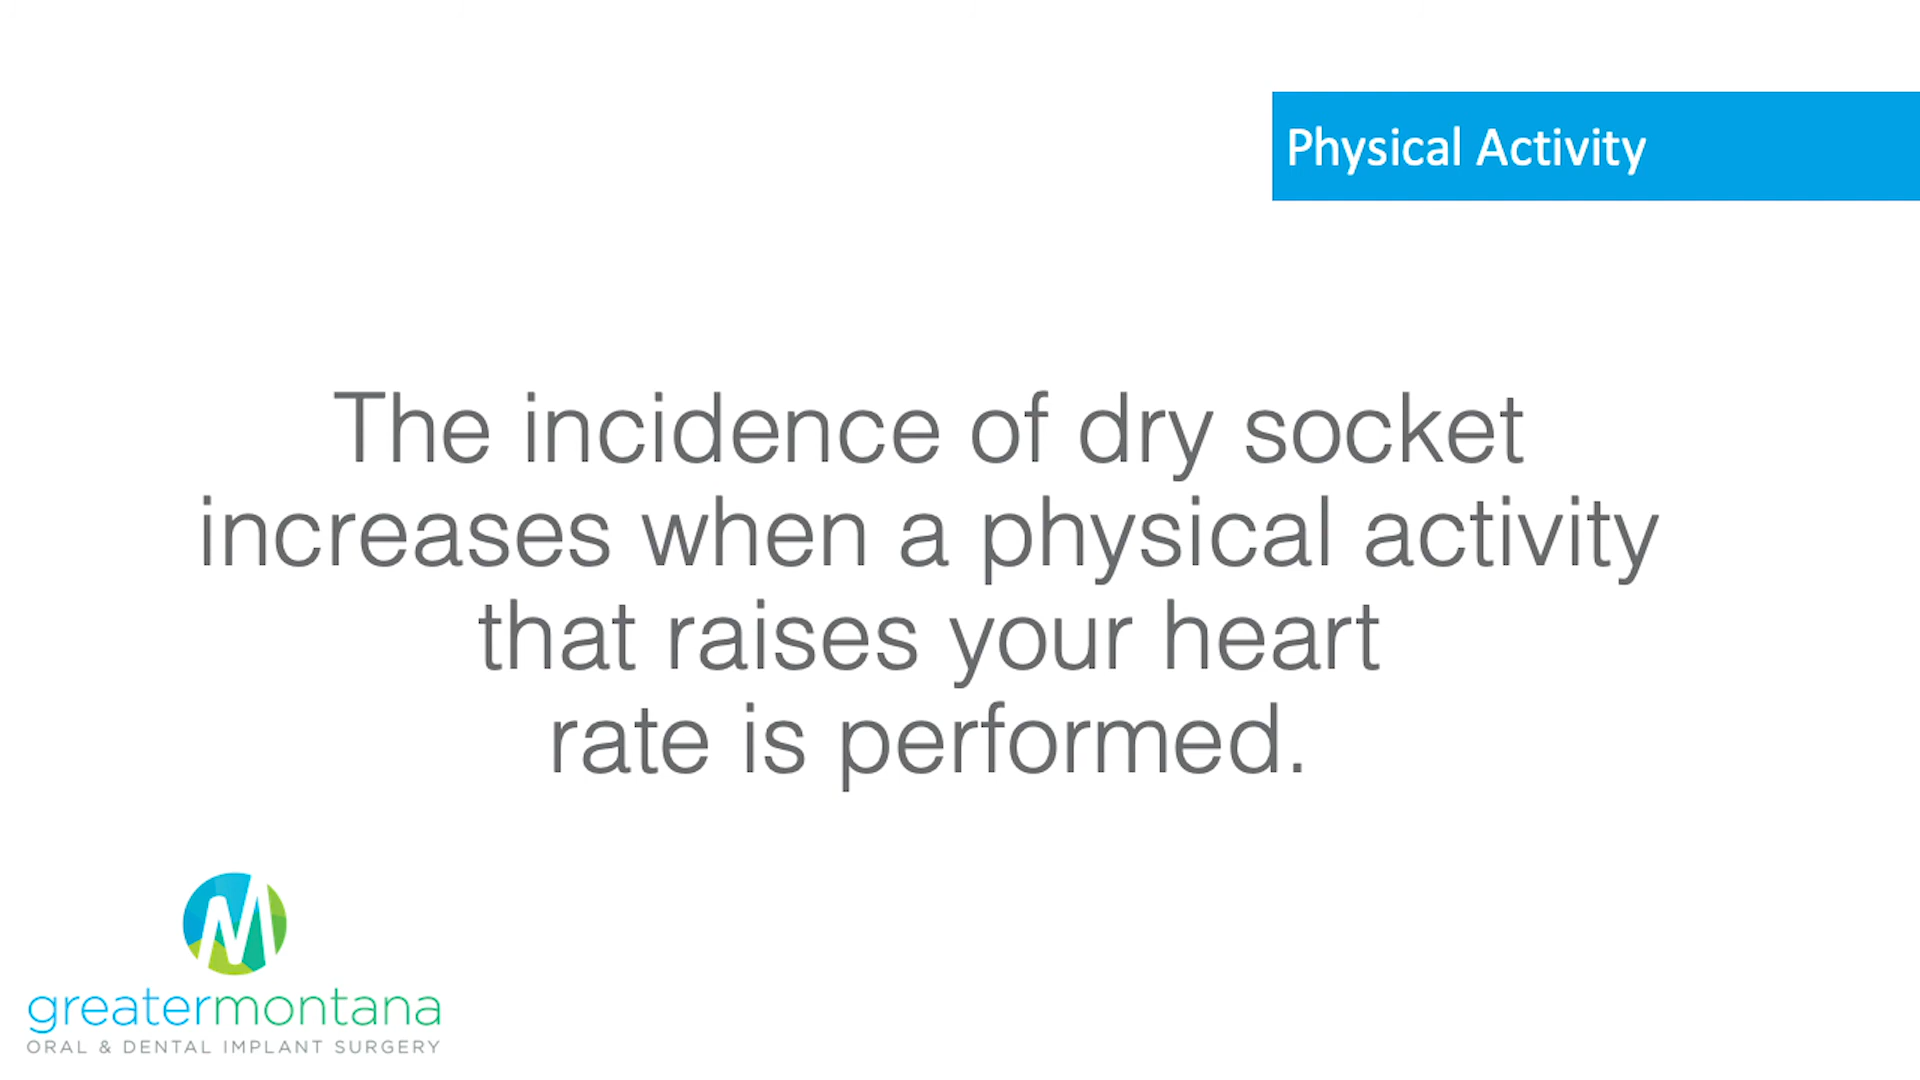 Physical Activity
The incidence of dry socket
increases when a physical activity
that raises your heart
rate is performed.
greatermontana
ORAL & DENTAL IMPLANT SURGERY